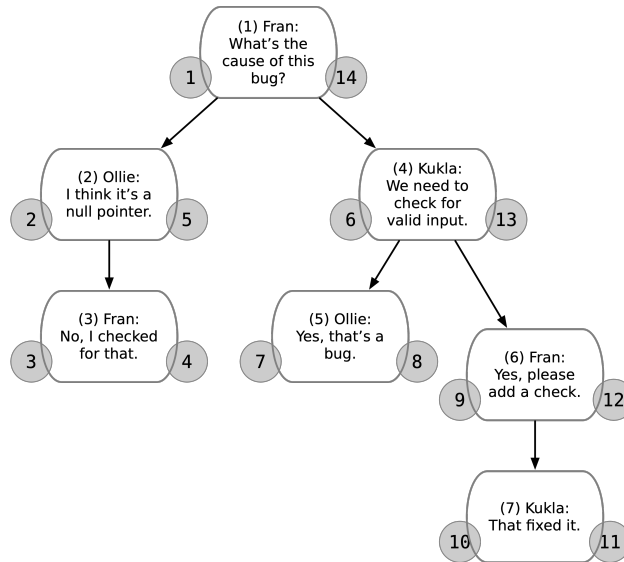 (1) Fran:
What's the
cause of this
bug?
1
14
(2) Ollie:
I think it's a
null pointer.
2
5
(4) Kukla:
We need to
check for
valid input.
6
13
(3) Fran:
No, I checked
for that.
3
4
(5) Ollie:
Yes, that's a
bug.
7
8
(6) Fran:
Yes, please
add a check.
9
12
(7) Kukla:
That fixed it.
10
11